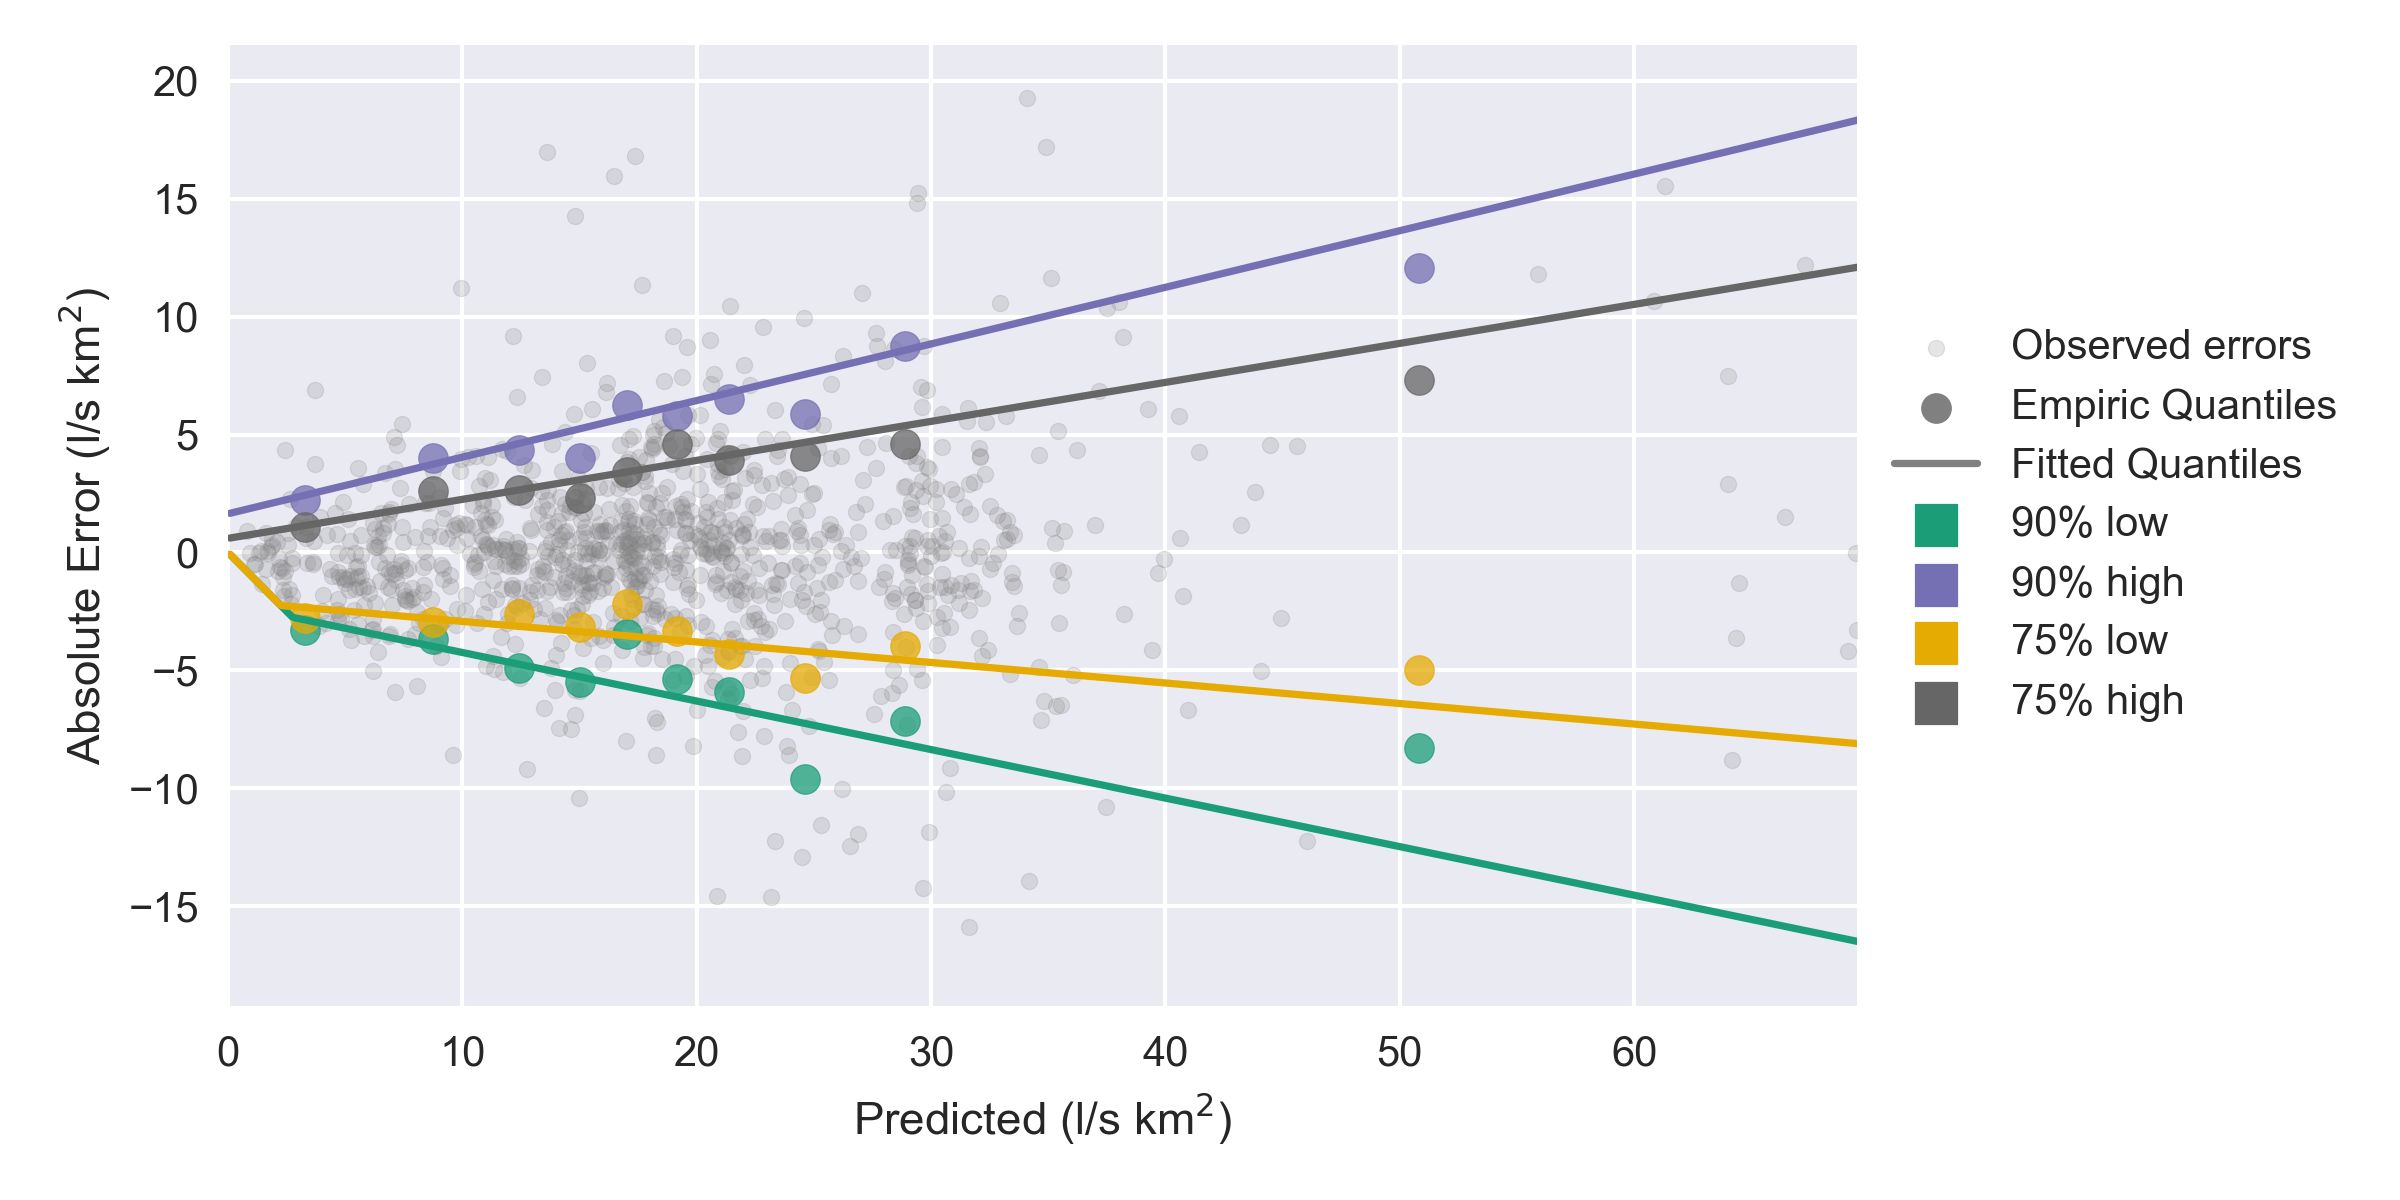 20
15
10
5
0
−5
−10
−15
Absolute Error (l/s km²)
0 10 20 30 40 50 60
Predicted (l/s km²)
Observed errors
Empiric Quantiles
Fitted Quantiles
90% low
90% high
75% low
75% high